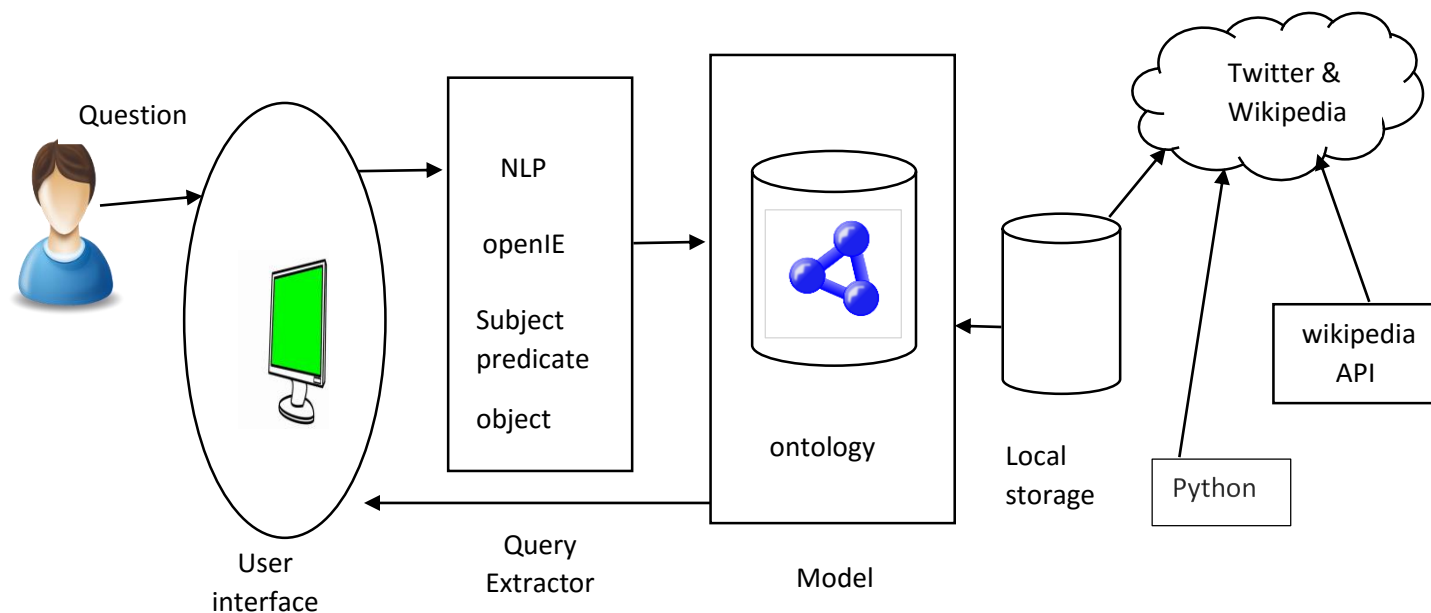 Question
User
interface
NLP
openIE
Subject
predicate
object
Query
Extractor
ontology
Model
Local
storage
Twitter &
Wikipedia
Python
wikipedia
API